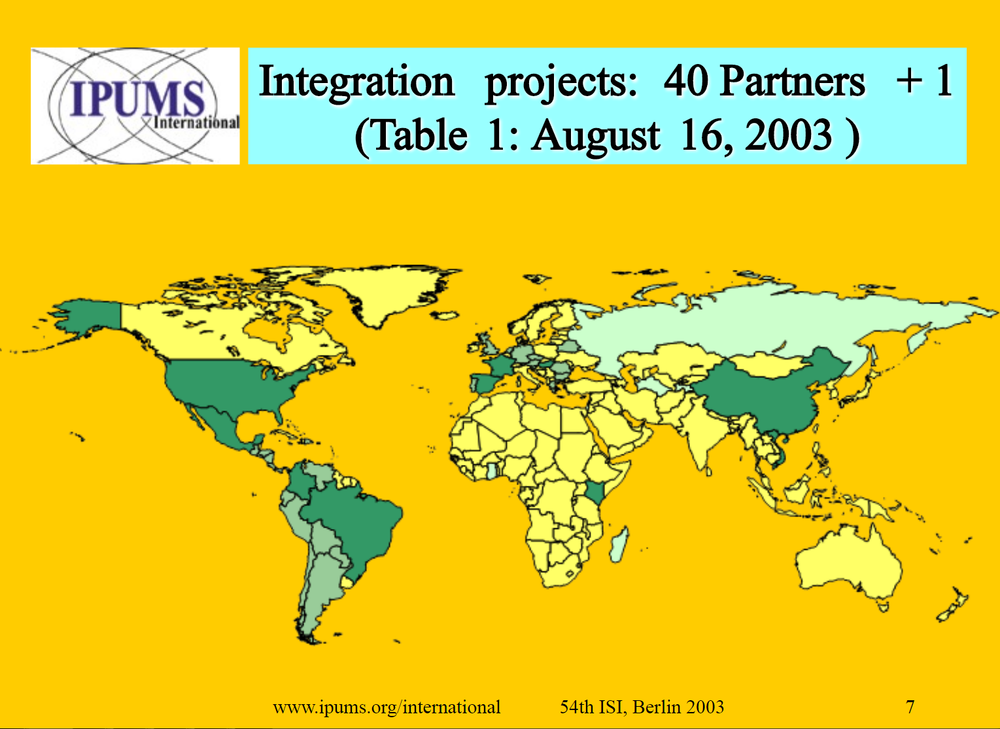 IPUMS
International
Integration projects: 40 Partners + 1
(Table 1: August 16, 2003 )
www.ipums.org/international 54th ISI, Berlin 2003 7